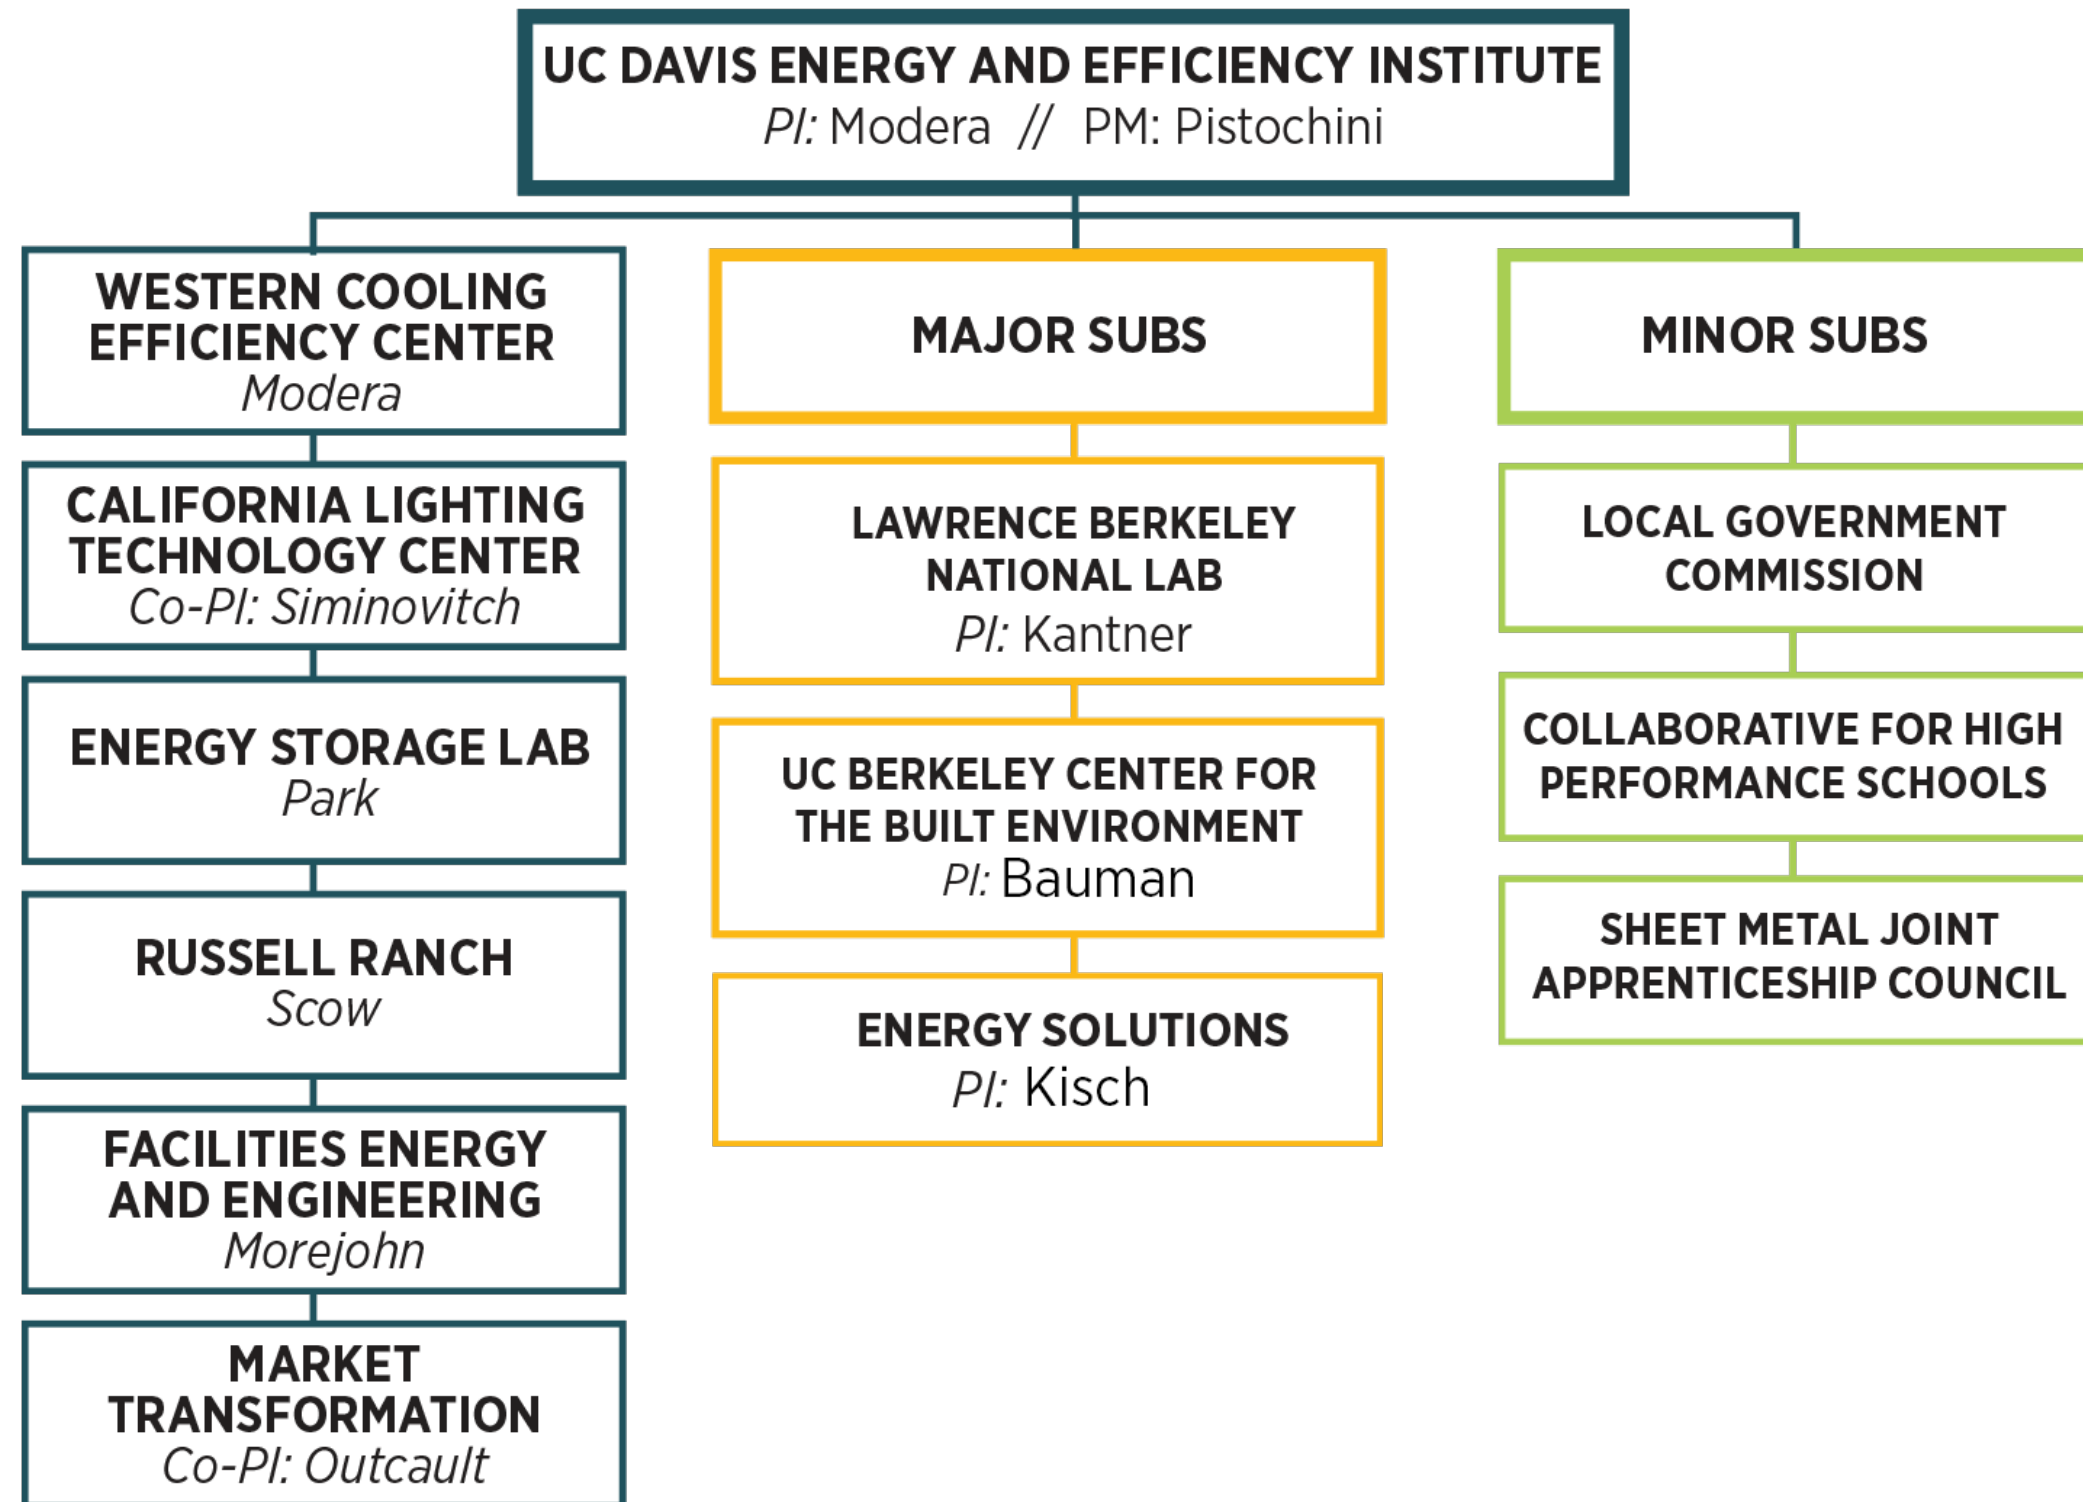 UC DAVIS ENERGY AND EFFICIENCY INSTITUTE
PI: Modera // PM: Pistochini
WESTERN COOLING
EFFICIENCY CENTER
Modera
CALIFORNIA LIGHTING
TECHNOLOGY CENTER
Co-PI: Siminovitch
ENERGY STORAGE LAB
Park
RUSSELL RANCH
Scow
FACILITIES ENERGY
AND ENGINEERING
Morejohn
MARKET
TRANSFORMATION
Co-PI: Outcault
MAJOR SUBS
LAWRENCE BERKELEY
NATIONAL LAB
PI: Kantner
UC BERKELEY CENTER FOR
THE BUILT ENVIRONMENT
PI: Bauman
ENERGY SOLUTIONS
PI: Kisch
MINOR SUBS
LOCAL GOVERNMENT
COMMISSION
COLLABORATIVE FOR HIGH
PERFORMANCE SCHOOLS
SHEET METAL JOINT
APPRENTICESHIP COUNCIL